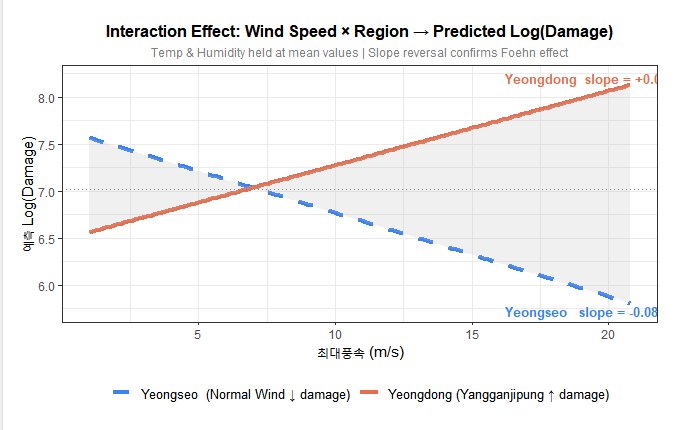 Interaction Effect: Wind Speed × Region → Predicted Log(Damage)
Temp & Humidity held at mean values | Slope reversal confirms Foehn effect
Yeongdong slope = +0.0
8.0
7.5
7.0
6.5
6.0
예측 Log(Damage)
Yeongseo slope = -0.08
5 10 15 20
최대풍속 (m/s)
Yeongseo (Normal Wind ↓ damage) Yeongdong (Yangganjipung ↑ damage)